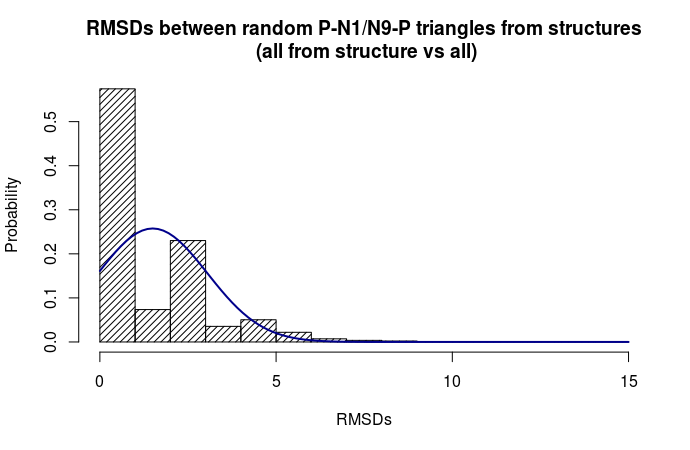 RMSDs between random P-N1/N9-P triangles from structures
(all from structure vs all)
Probability
0.5
0.4
0.3
0.2
0.1
0.0
0 5 10 15
RMSDs